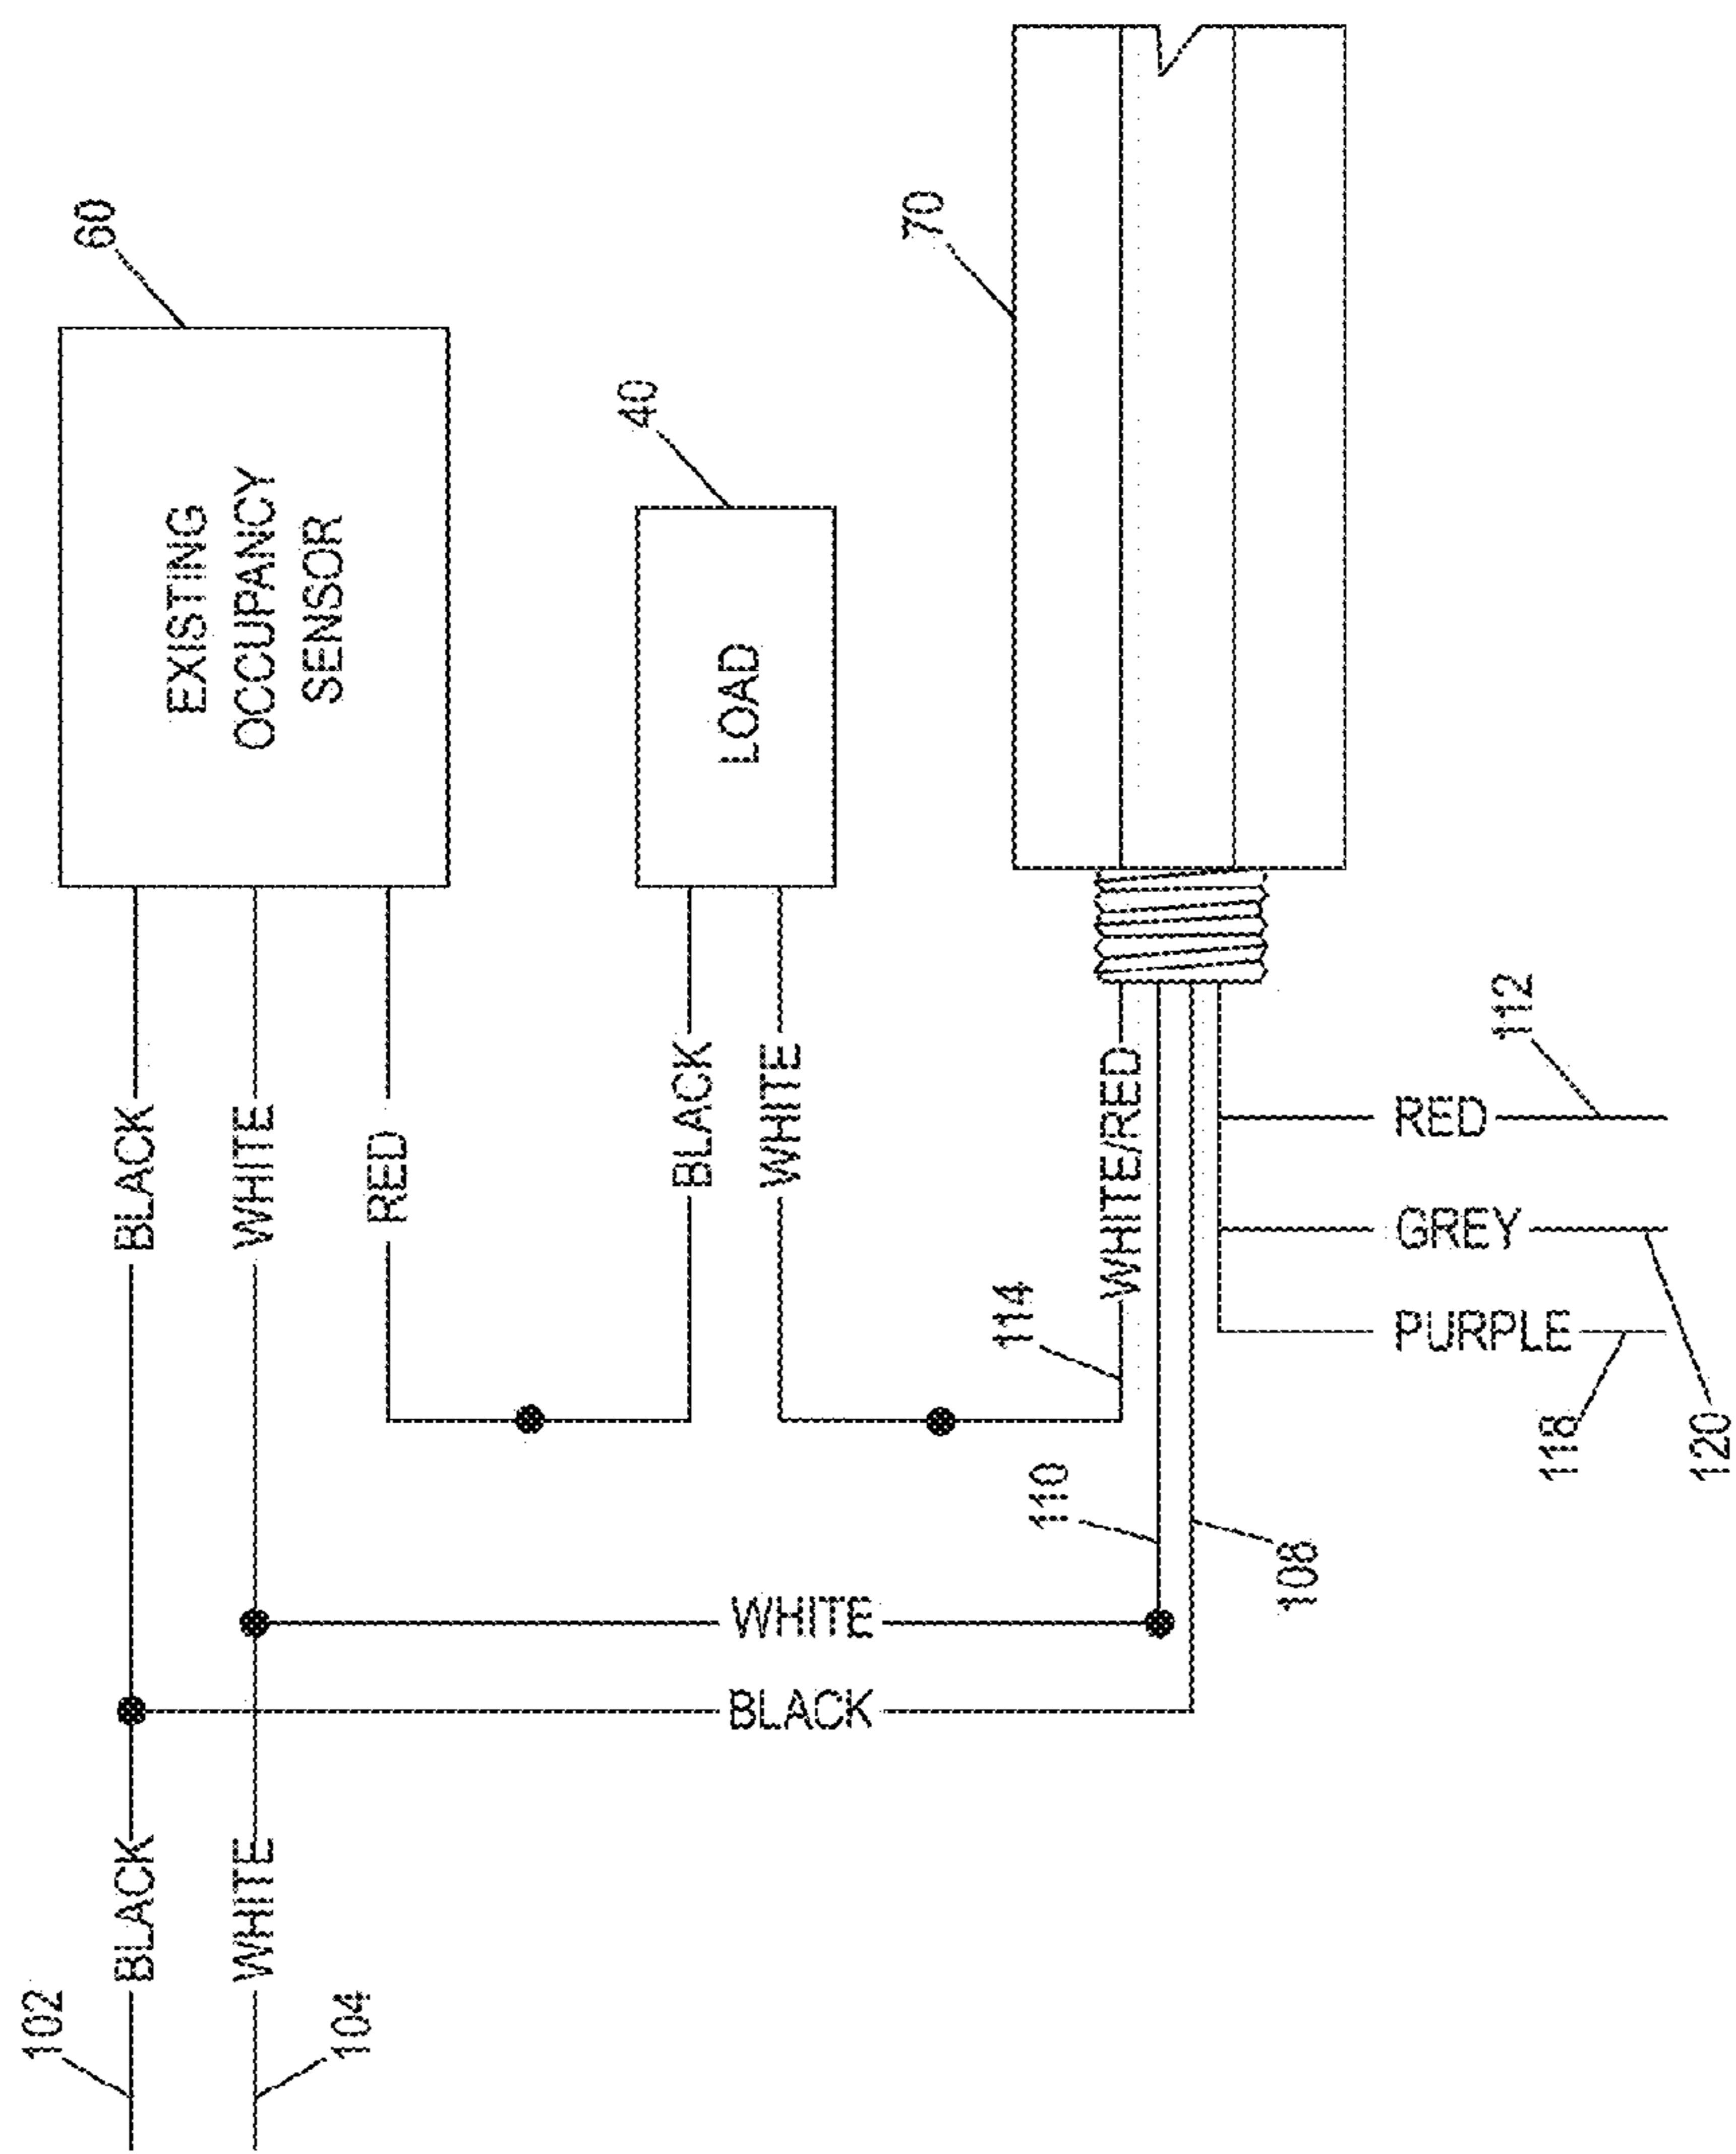 60
EXISTING
OCCUPANCY
SENSOR
40
LOAD
70
BLACK
WHITE
RED
BLACK
WHITE
WHITE/RED
114
110
108
112
RED
GREY
PURPLE
118
120
WHITE
BLACK
102
BLACK
WHITE
104